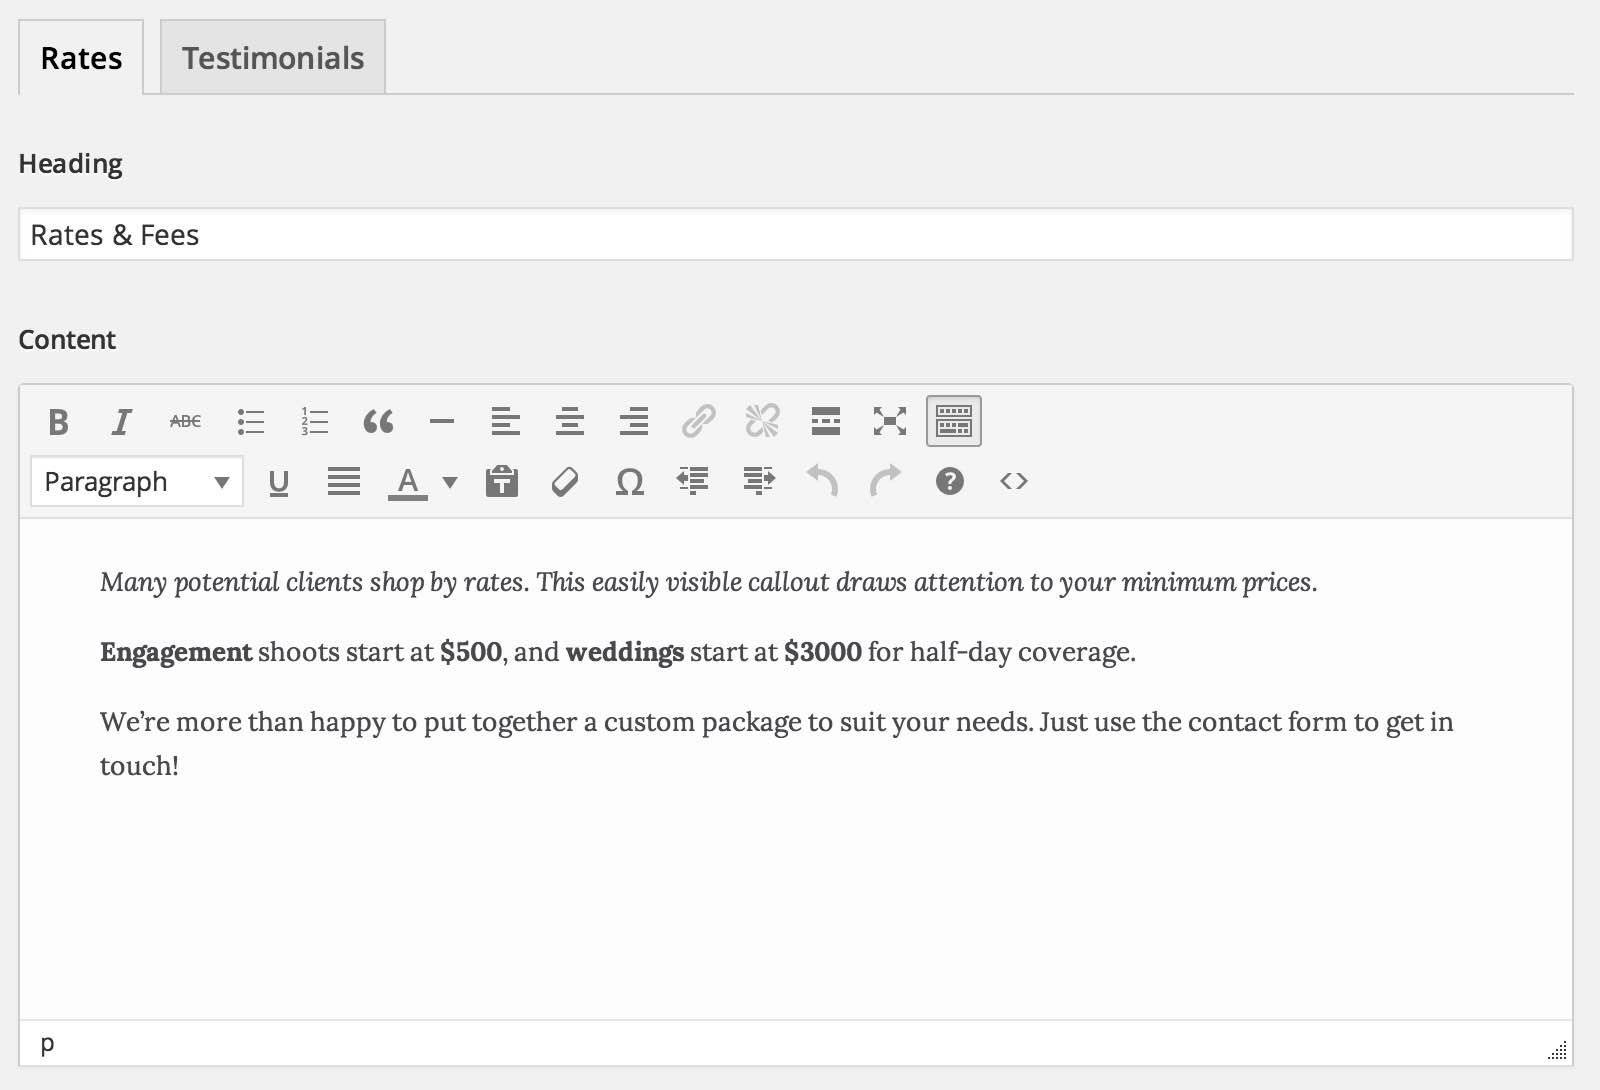 Rates Testimonials
Heading
Rates & Fees
Content
B I ABC 1 2 3
Paragraph U A T Ω ?
Many potential clients shop by rates. This easily visible callout draws attention to your minimum prices.
Engagement shoots start at $500, and weddings start at $3000 for half-day coverage.
We’re more than happy to put together a custom package to suit your needs. Just use the contact form to get in
touch!
p